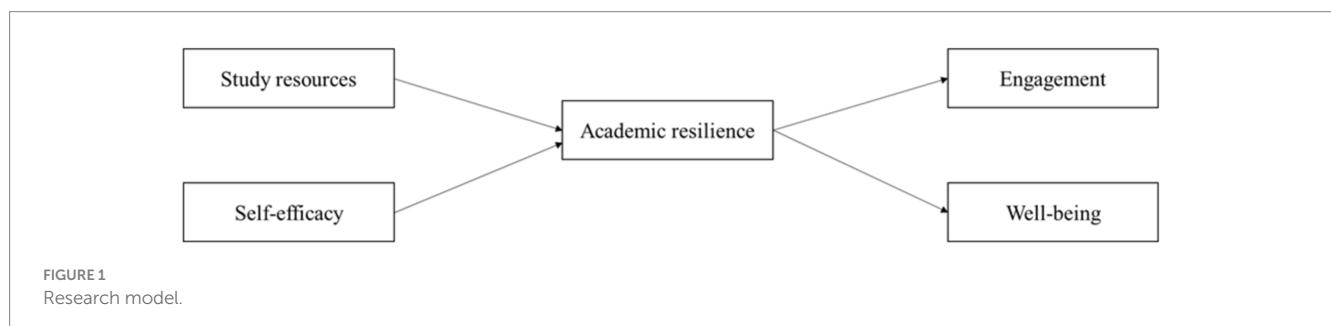 Study resources
Engagement
Academic resilience
Self-efficacy
Well-being
FIGURE 1
Research model.